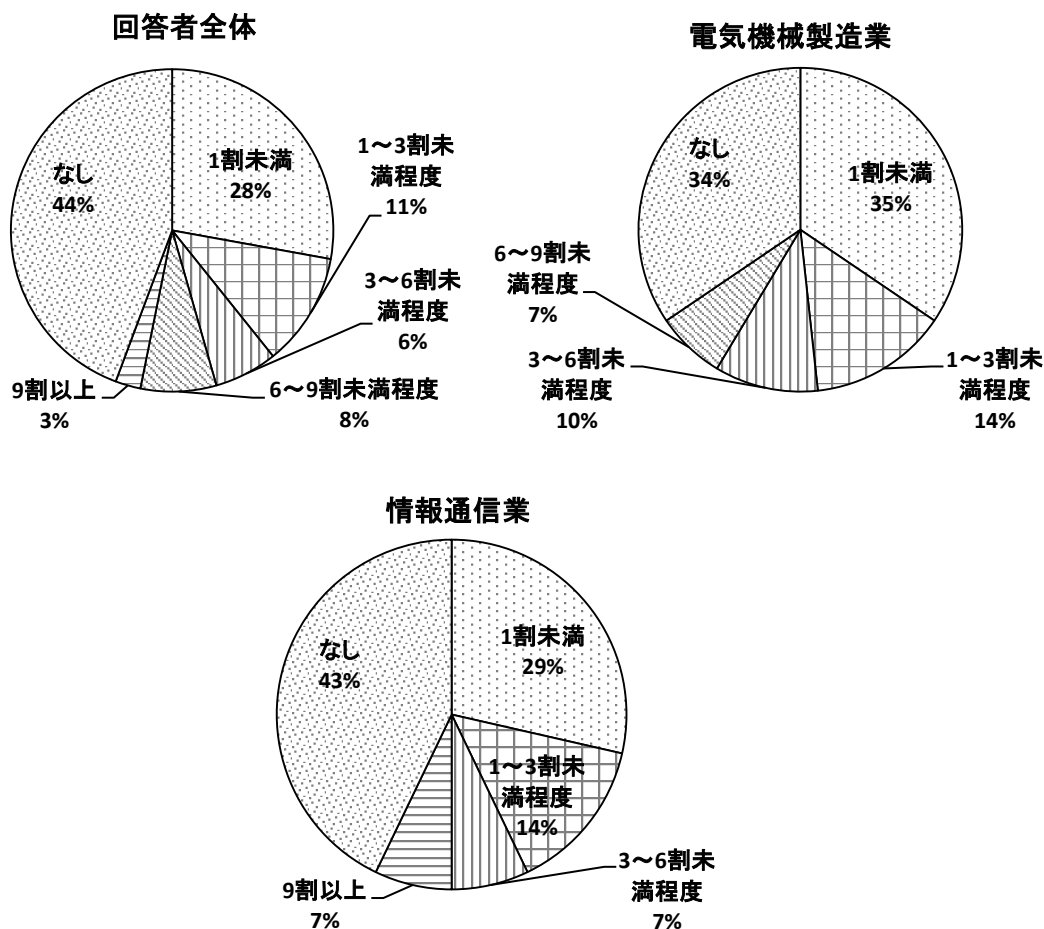 回答者全体
なし
44%
1割未満
28%
1～3割未
満程度
11%
3～6割未
満程度
6%
6～9割未満程度
8%
9割以上
3%
電気機械製造業
なし
34%
1割未満
35%
6～9割未
満程度
7%
3～6割未
満程度
10%
1～3割未
満程度
14%
情報通信業
なし
43%
1割未満
29%
1～3割未
満程度
14%
3～6割未
満程度
7%
9割以上
7%